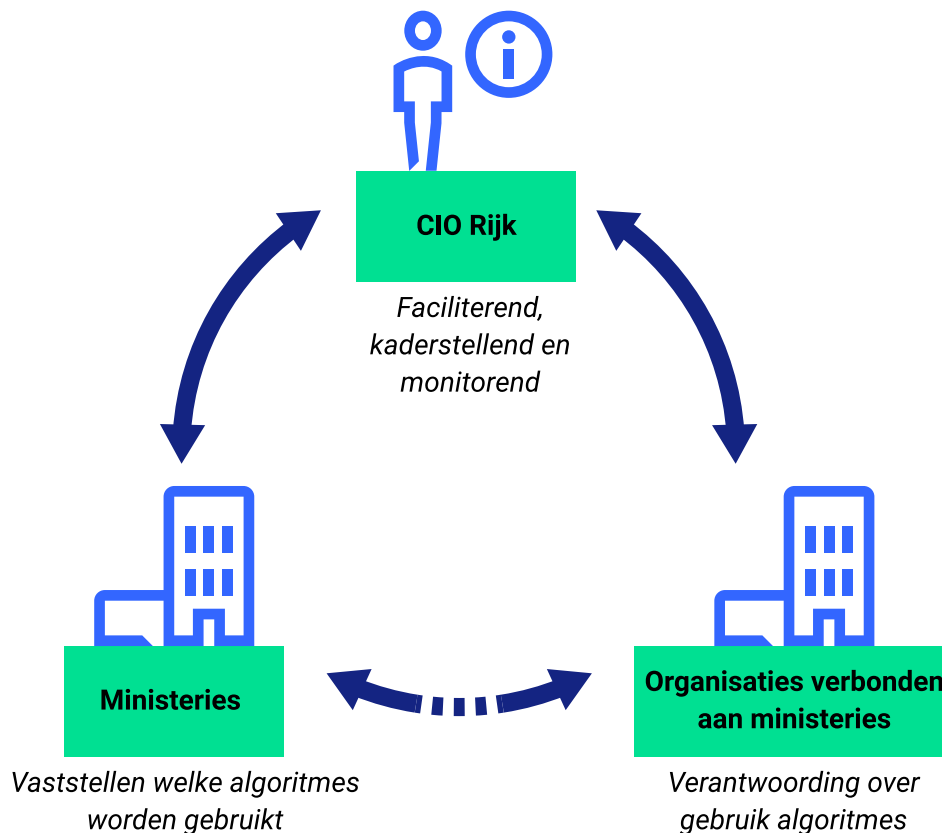 CIO Rijk
Faciliterend,
kaderstellend en
monitorend
Ministeries
Vaststellen welke algoritmes
worden gebruikt
Organisaties verbonden
aan ministeries
Verantwoording over
gebruik algoritmes